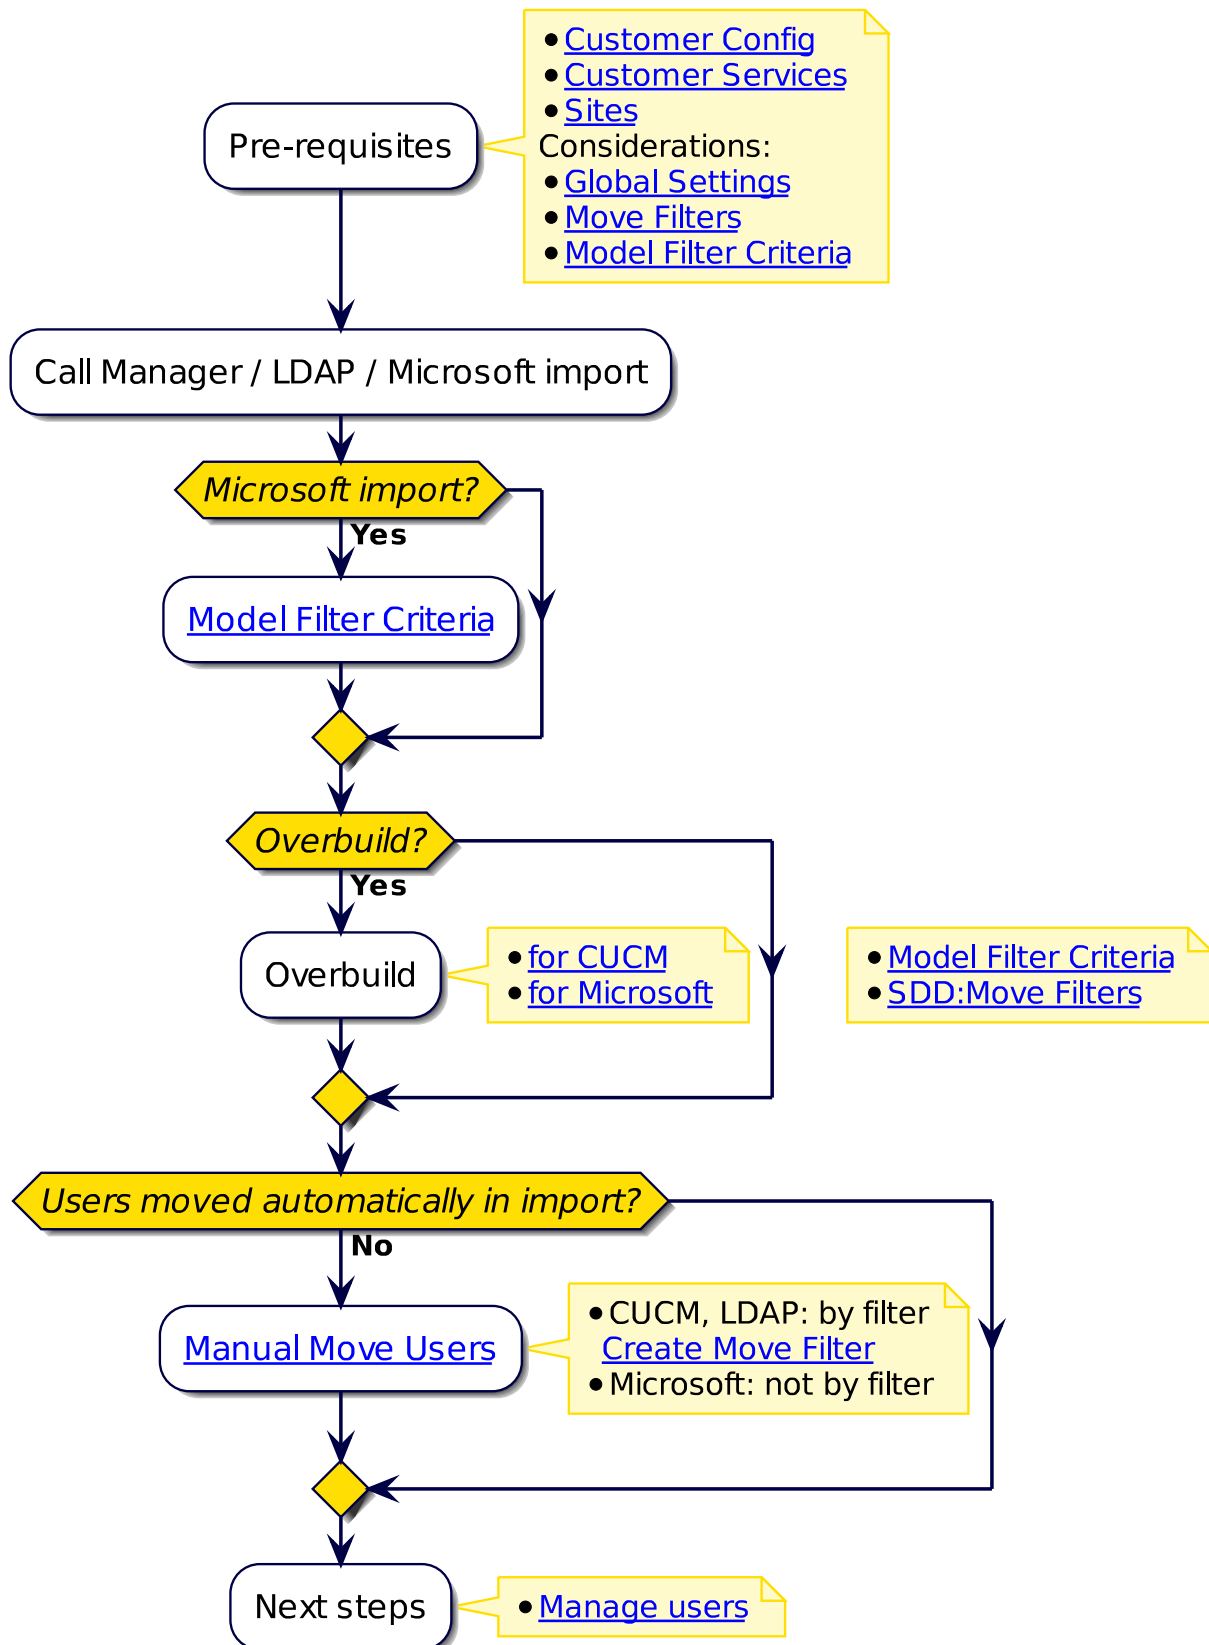 Pre-requisites
•Customer Config
•Customer Services
•Sites
Considerations:
•Global Settings
•Move Filters
•Model Filter Criteria
Call Manager / LDAP / Microsoft import
Microsoft import?
Yes
Model Filter Criteria
Overbuild?
Yes
Overbuild
•for CUCM
•for Microsoft
•Model Filter Criteria
•SDD:Move Filters
Users moved automatically in import?
No
Manual Move Users
•CUCM, LDAP: by filter
Create Move Filter
•Microsoft: not by filter
Next steps
•Manage users